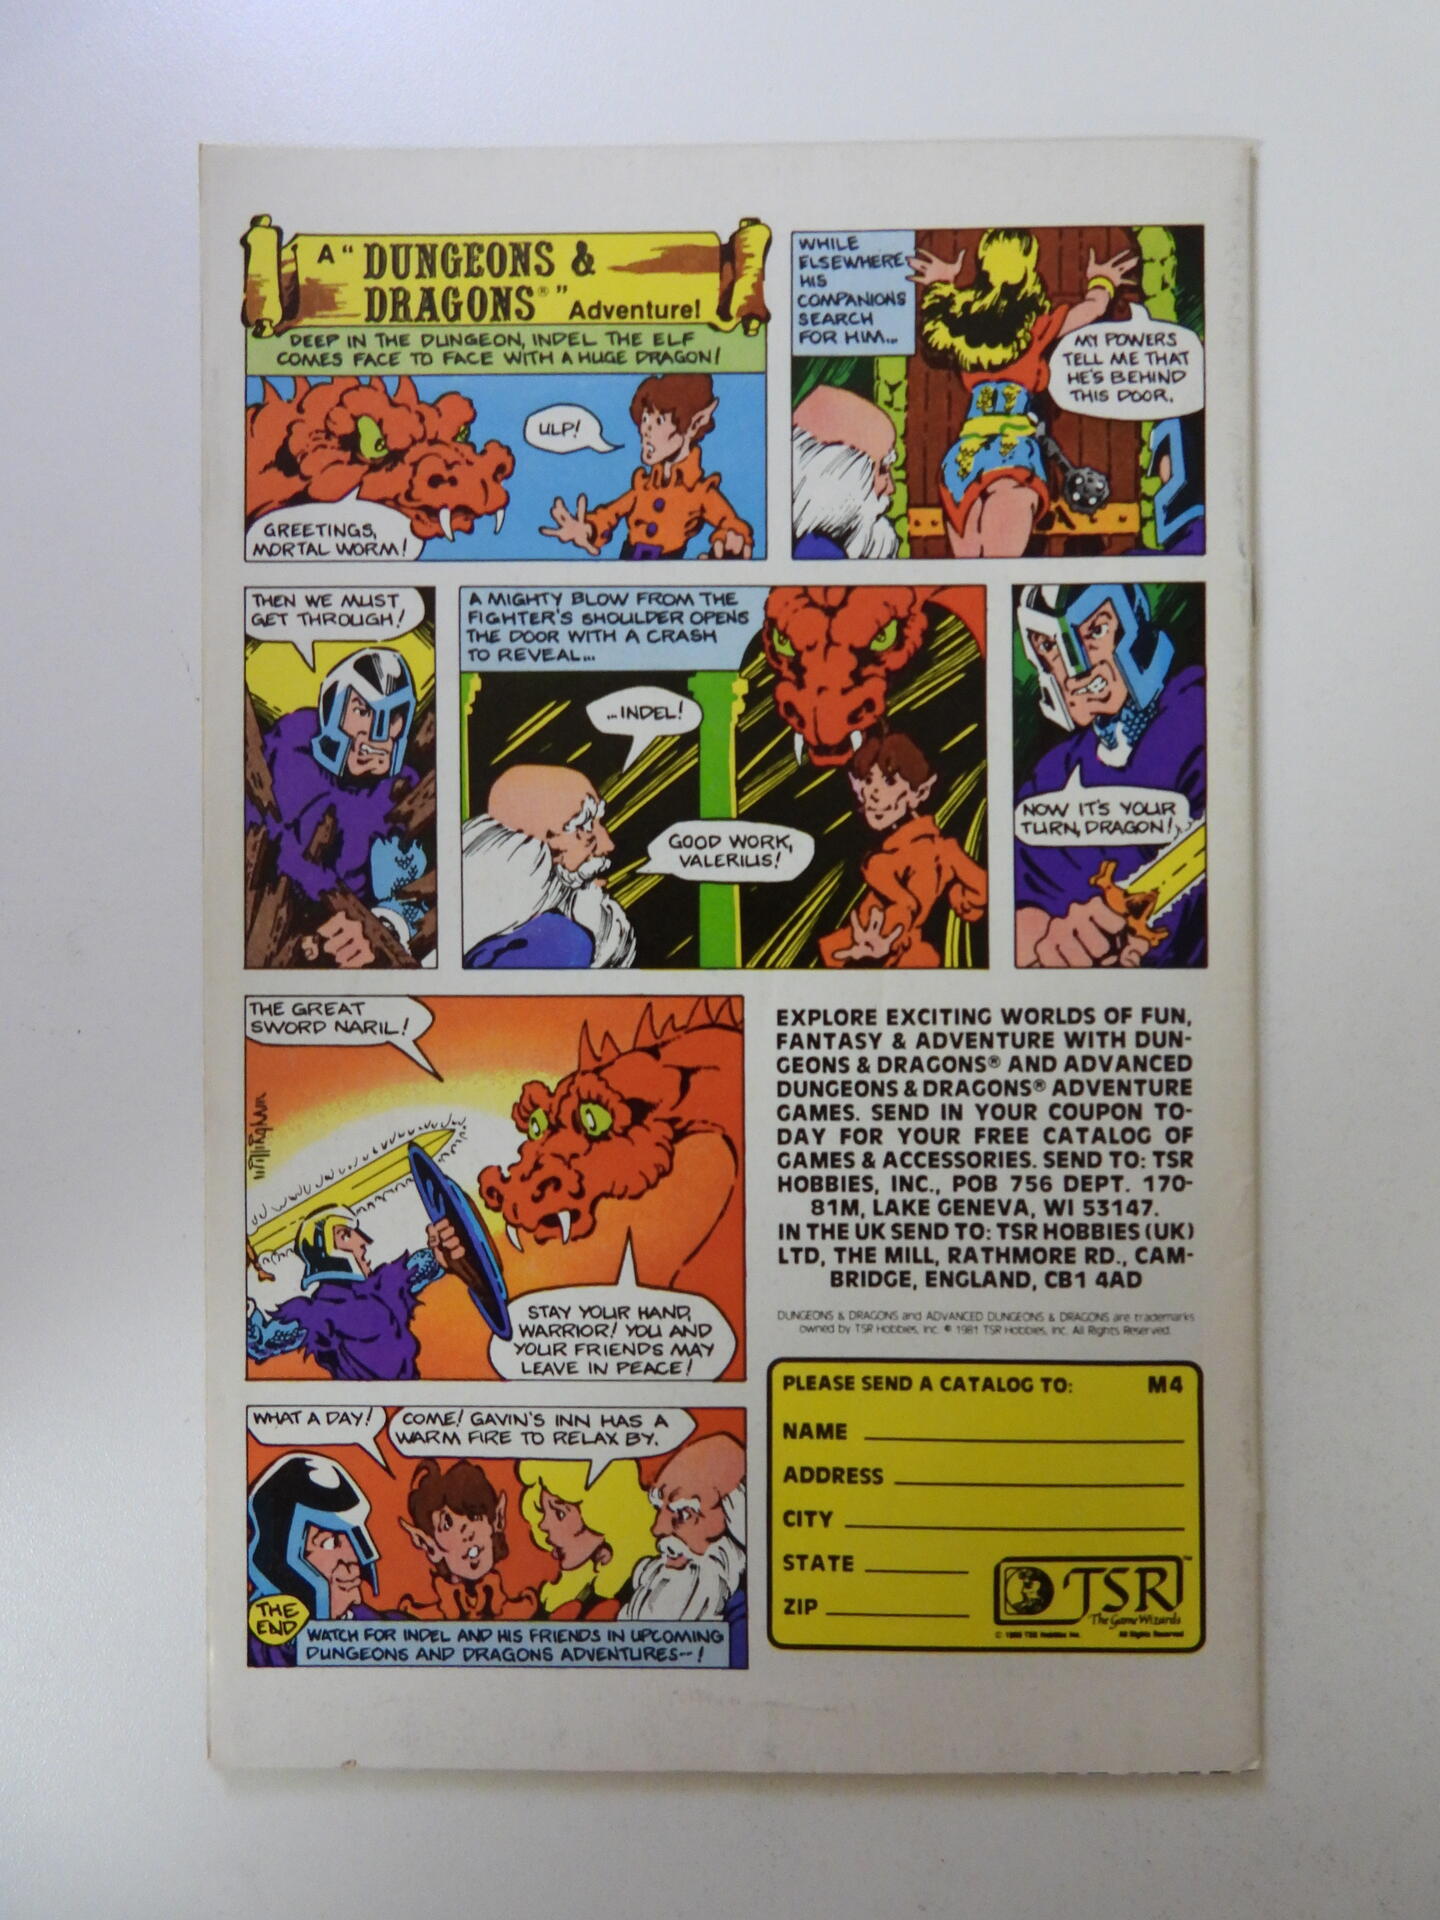 A "DUNGEONS &
DRAGONS®" Adventure!
DEEP IN THE DUNGEON, INDEL THE ELF
COMES FACE TO FACE WITH A HUGE DRAGON!
GREETINGS,
MORTAL WORM!
ULP!
WHILE
ELSEWHERE
HIS
COMPANIONS
SEARCH
FOR HIM...
MY POWERS
TELL ME THAT
HE'S BEHIND
THIS DOOR.
THEN WE MUST
GET THROUGH!
A MIGHTY BLOW FROM THE
FIGHTER'S SHOULDER OPENS
THE DOOR WITH A CRASH
TO REVEAL...
...INDEL!
GOOD WORK,
VALERIUS!
NOW IT'S YOUR
TURN, DRAGON!
THE GREAT
SWORD NARIL!
Willingham
STAY YOUR HAND,
WARRIOR! YOU AND
YOUR FRIENDS MAY
LEAVE IN PEACE!
WHAT A DAY!
COME! GAVIN'S INN HAS A
WARM FIRE TO RELAX BY.
THE
END
WATCH FOR INDEL AND HIS FRIENDS IN UPCOMING
DUNGEONS AND DRAGONS ADVENTURES--!
EXPLORE EXCITING WORLDS OF FUN,
FANTASY & ADVENTURE WITH DUN-
GEONS & DRAGONS® AND ADVANCED
DUNGEONS & DRAGONS® ADVENTURE
GAMES. SEND IN YOUR COUPON TO-
DAY FOR YOUR FREE CATALOG OF
GAMES & ACCESSORIES. SEND TO: TSR
HOBBIES, INC., POB 756 DEPT. 170-
81M, LAKE GENEVA, WI 53147.
IN THE UK SEND TO: TSR HOBBIES (UK)
LTD, THE MILL, RATHMORE RD., CAM-
BRIDGE, ENGLAND, CB1 4AD
DUNGEONS & DRAGONS and ADVANCED DUNGEONS & DRAGONS are trademarks
owned by TSR Hobbies, Inc. © 1981 TSR Hobbies, Inc. All Rights Reserved.
PLEASE SEND A CATALOG TO: M4
NAME
ADDRESS
CITY
STATE
ZIP
TSR™
The Game Wizards
© 1980 TSR Hobbies Inc. All Rights Reserved